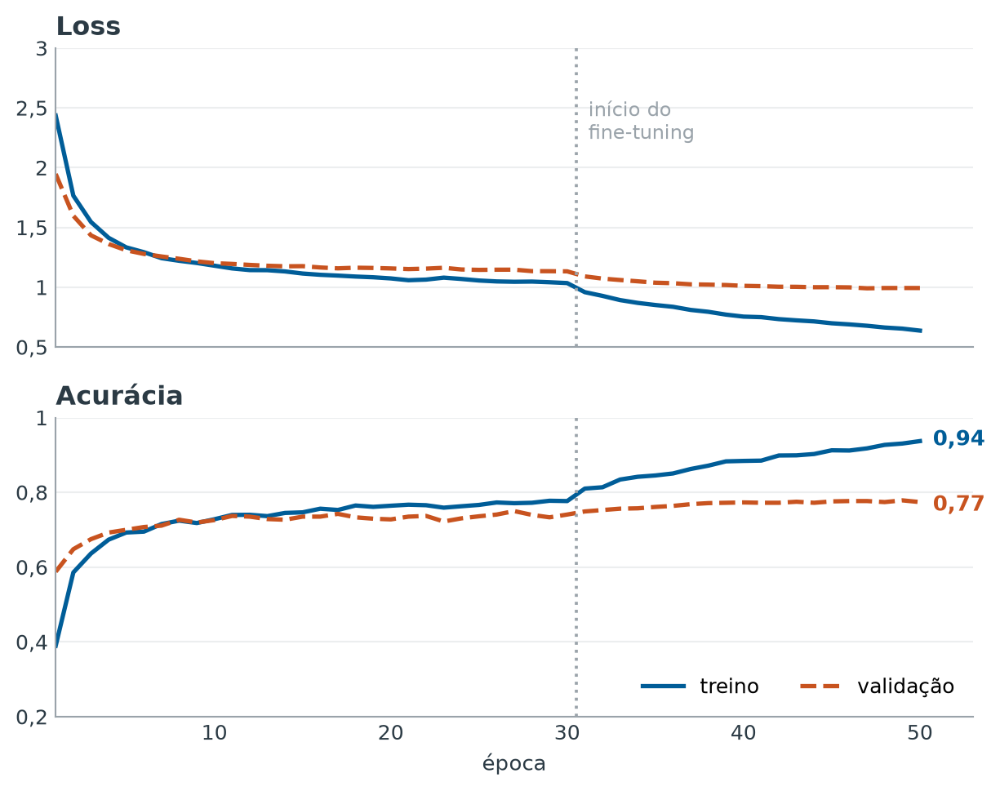 Loss
3
2,5
2
1,5
1
0,5
início do
fine-tuning
Acurácia
1
0,8
0,6
0,4
0,2
0,94
0,77
treino
validação
10
20
30
40
50
época